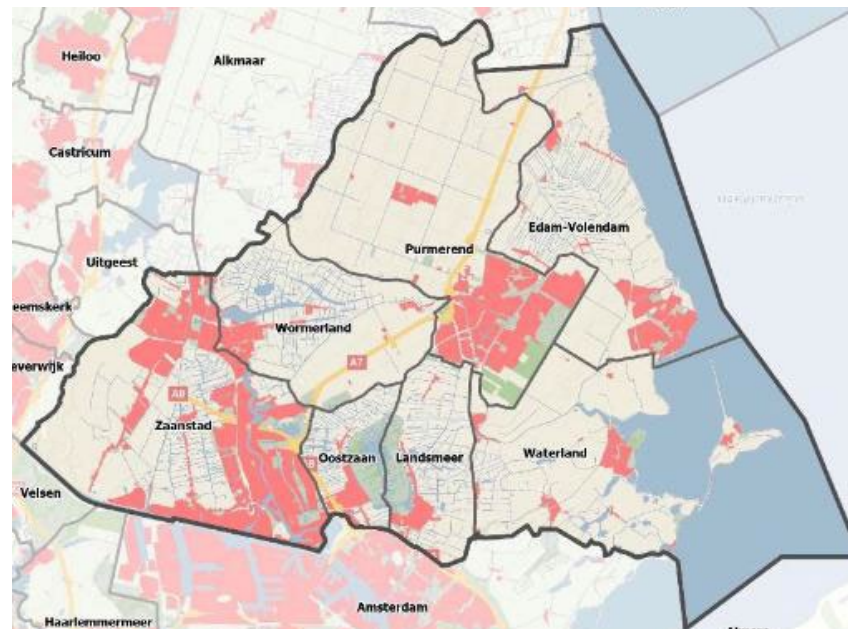 Heiloo
Alkmaar
Castricum
Edam-Volendam
Purmerend
Uitgeest
eemskerk
Wormerland
everwijk
A7
A8
Zaanstad
Oostzaan
Landsmeer
Waterland
Velsen
Amsterdam
Haarlemmermeer